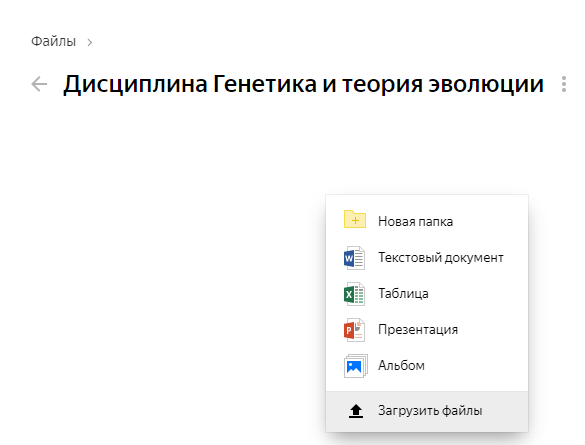 Файлы
Дисциплина Генетика и теория эволюции
Новая папка
Текстовый документ
Таблица
Презентация
Альбом
Загрузить файлы